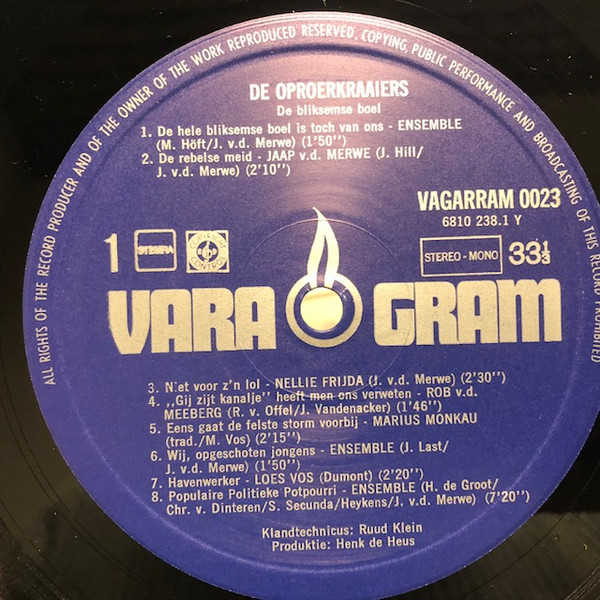 ALL RIGHTS OF THE RECORD PRODUCER AND OF THE OWNER OF THE WORK REPRODUCED RESERVED. COPYING, PUBLIC PERFORMANCE AND BROADCASTING OF THIS RECORD PROHIBITED
DE OPROERKRAAIERS
De bliksemse boel
1. De hele bliksemse boel is toch van ons - ENSEMBLE
(M. Höft/J. v.d. Merwe) (1'50'')
2. De rebelse meid - JAAP v.d. MERWE (J. Hill/
J. v.d. Merwe) (2'10'')
VAGARRAM 0023
6810 238.1 Y
1 STEMRA
STEREO - MONO 33⅓
VARA GRAM
3. Niet voor z'n lol - NELLIE FRIJDA (J. v.d. Merwe) (2'30'')
4. ,,Gij zijt kanalje'' heeft men ons verweten - ROB v.d.
MEEBERG (R. v. Offel/J. Vandenacker) (1'46'')
5. Eens gaat de felste storm voorbij - MARIUS MONKAU
(trad./M. Vos) (2'15'')
6. Wij, opgeschoten jongens - ENSEMBLE (J. Last/
J. v.d. Merwe) (1'50'')
7. Havenwerker - LOES VOS (Dumont) (2'20'')
8. Populaire Politieke Potpourri - ENSEMBLE (H. de Groot/
Chr. v. Dinteren/S. Secunda/Heykens/J. v.d. Merwe) (7'20'')
Klandtechnicus: Ruud Klein
Produktie: Henk de Heus